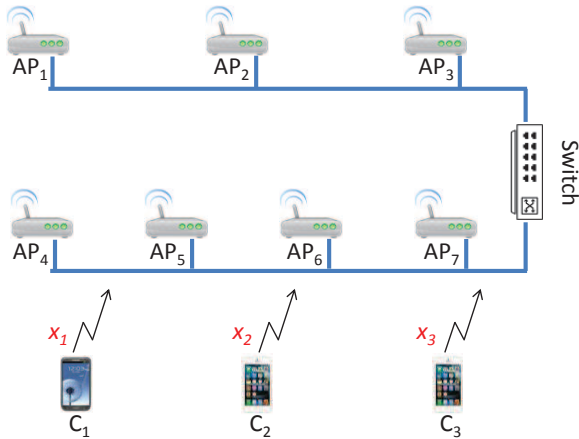 AP₁
AP₂
AP₃
Switch
AP₄
AP₅
AP₆
AP₇
x₁
x₂
x₃
C₁
C₂
C₃